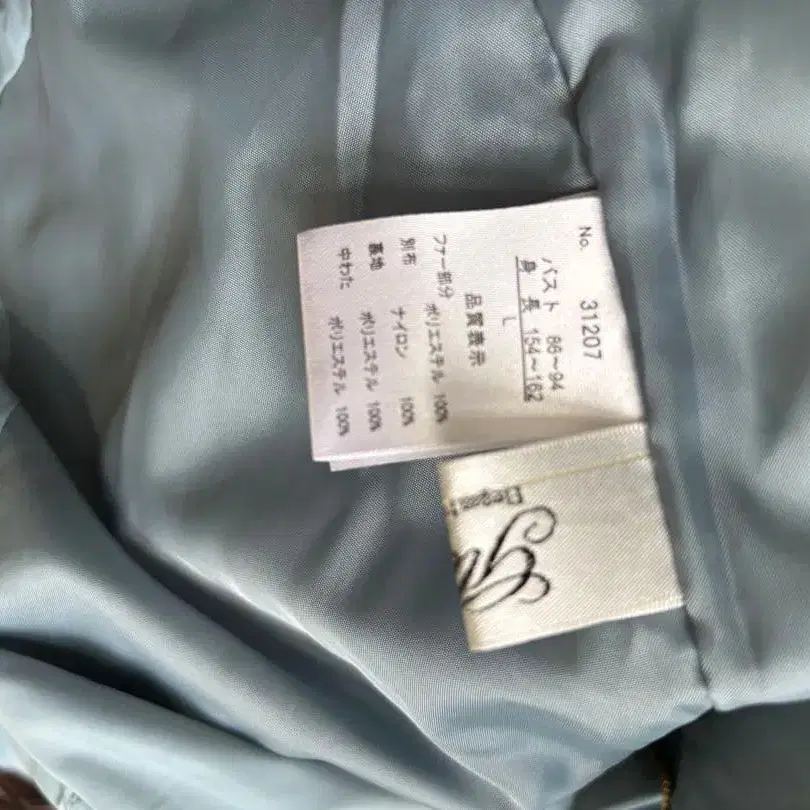 No. 31207
バスト 86～94
身長 154～162
L
品質表示
ファー部分 ポリエステル 100%
別布 ナイロン 100%
裏地 ポリエステル 100%
中わた ポリエステル 100%